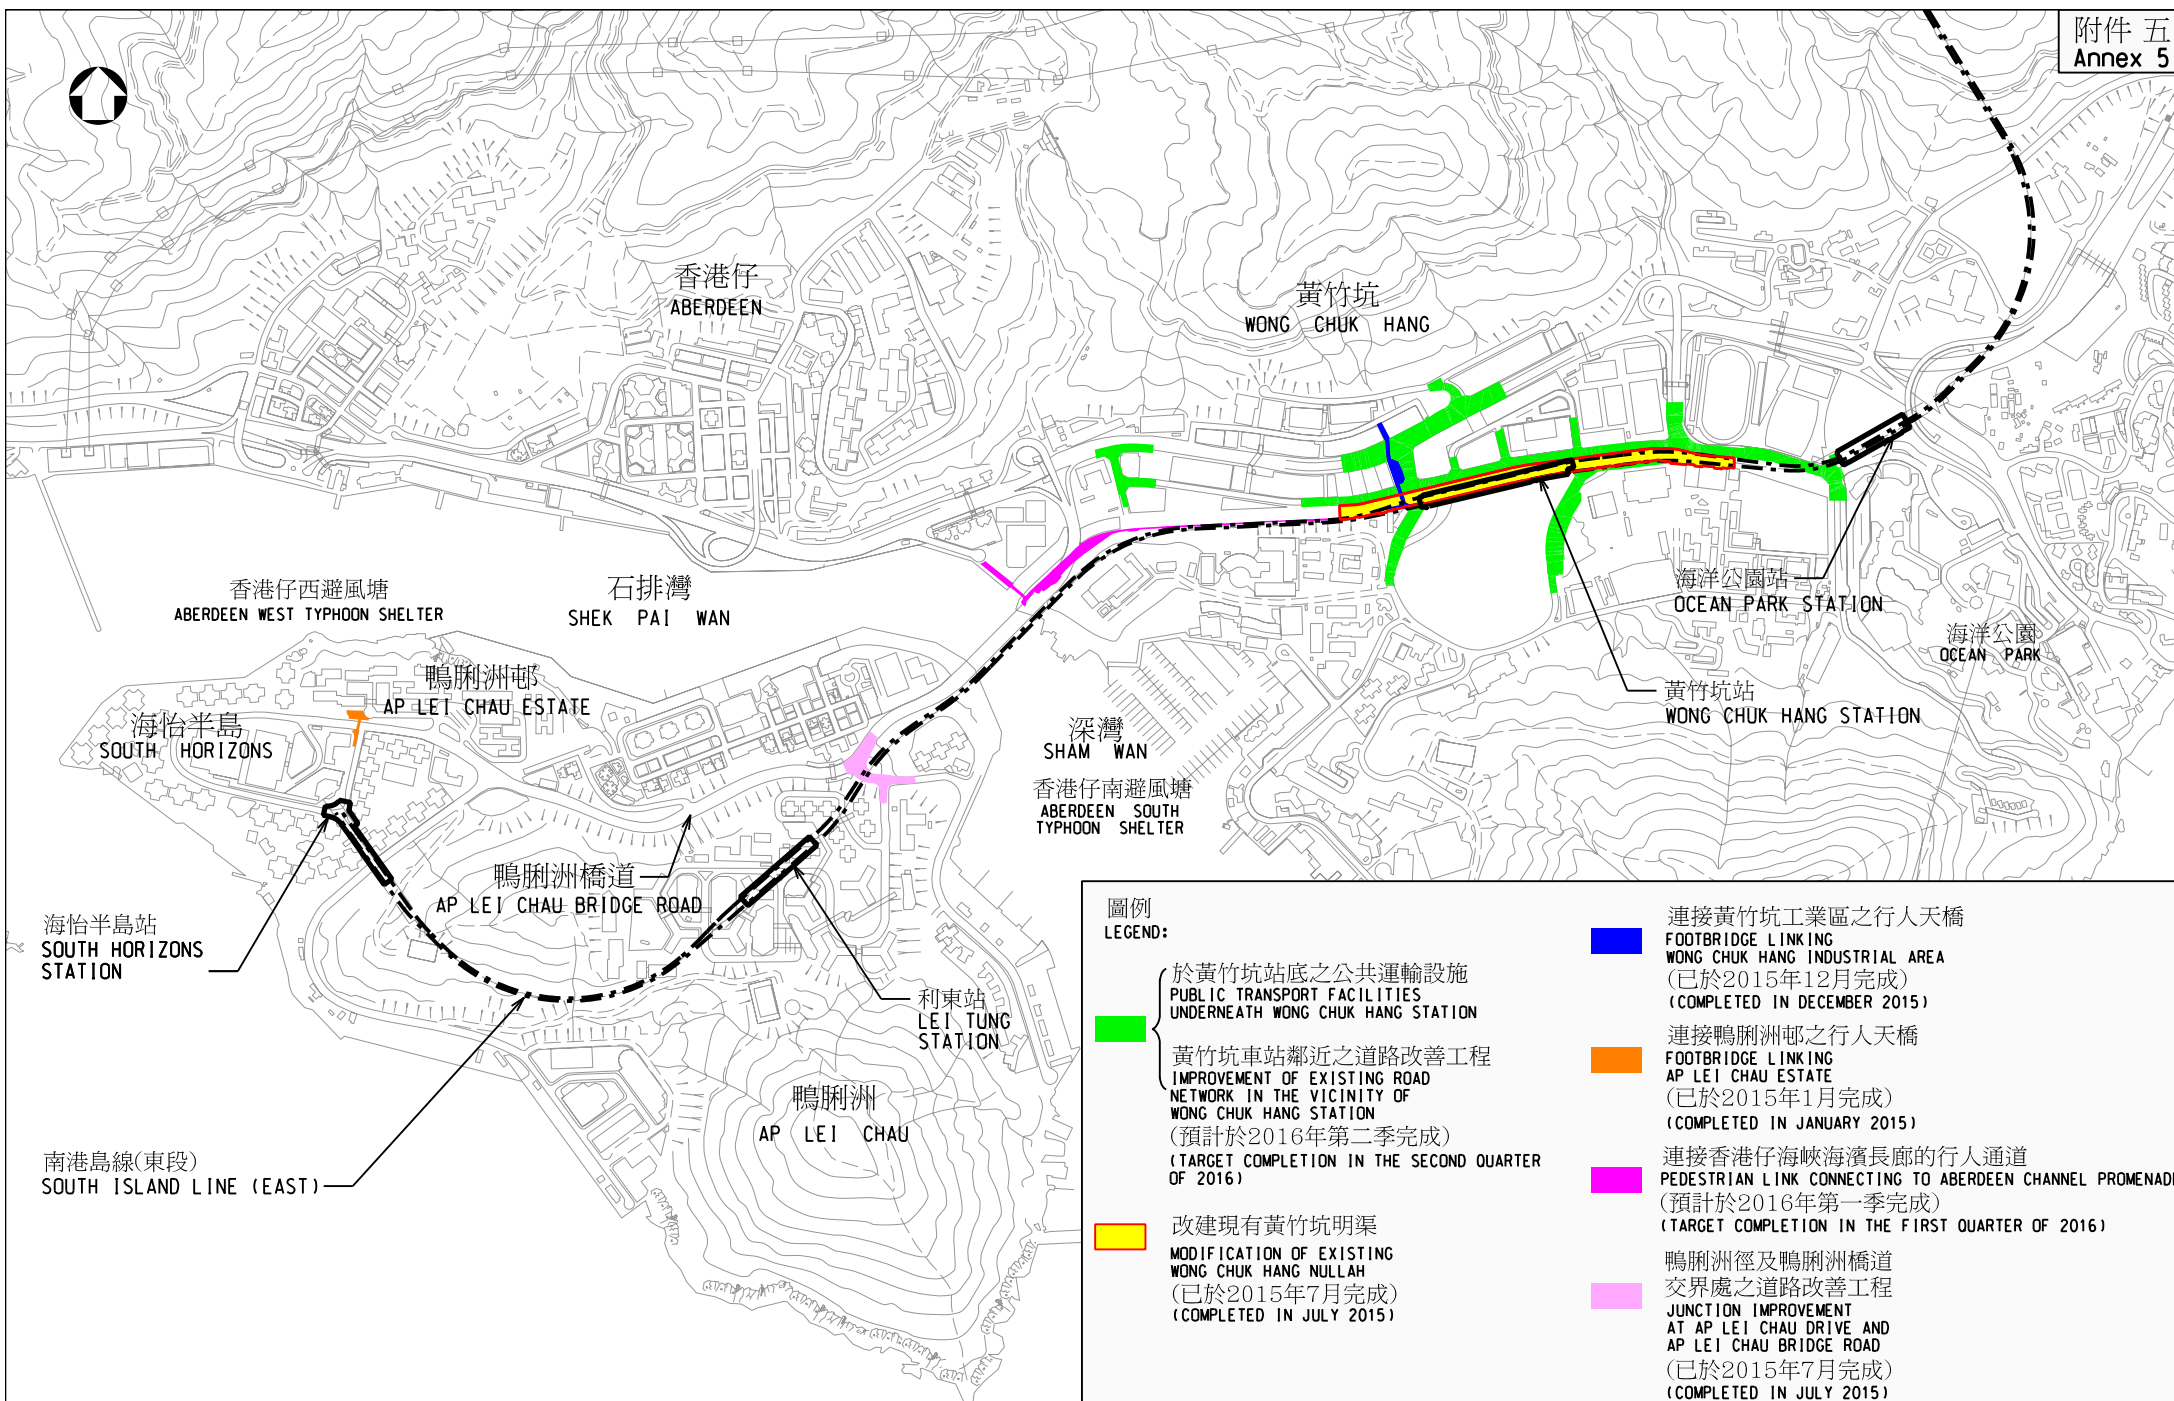 附件 五
Annex 5
香港仔
ABERDEEN
黃竹坑
WONG CHUK HANG
香港仔西避風塘
ABERDEEN WEST TYPHOON SHELTER
石排灣
SHEK PAI WAN
海洋公園站
OCEAN PARK STATION
海洋公園
OCEAN PARK
鴨脷洲邨
AP LEI CHAU ESTATE
海怡半島
SOUTH HORIZONS
黃竹坑站
WONG CHUK HANG STATION
深灣
SHAM WAN
香港仔南避風塘
ABERDEEN SOUTH
TYPHOON SHELTER
鴨脷洲橋道
AP LEI CHAU BRIDGE ROAD
海怡半島站
SOUTH HORIZONS
STATION
利東站
LEI TUNG
STATION
鴨脷洲
AP LEI CHAU
南港島線(東段)
SOUTH ISLAND LINE (EAST)
圖例
LEGEND:
於黃竹坑站底之公共運輸設施
PUBLIC TRANSPORT FACILITIES
UNDERNEATH WONG CHUK HANG STATION
黃竹坑車站鄰近之道路改善工程
IMPROVEMENT OF EXISTING ROAD
NETWORK IN THE VICINITY OF
WONG CHUK HANG STATION
(預計於2016年第二季完成)
(TARGET COMPLETION IN THE SECOND QUARTER
OF 2016)
改建現有黃竹坑明渠
MODIFICATION OF EXISTING
WONG CHUK HANG NULLAH
(已於2015年7月完成)
(COMPLETED IN JULY 2015)
連接黃竹坑工業區之行人天橋
FOOTBRIDGE LINKING
WONG CHUK HANG INDUSTRIAL AREA
(已於2015年12月完成)
(COMPLETED IN DECEMBER 2015)
連接鴨脷洲邨之行人天橋
FOOTBRIDGE LINKING
AP LEI CHAU ESTATE
(已於2015年1月完成)
(COMPLETED IN JANUARY 2015)
連接香港仔海峽海濱長廊的行人通道
PEDESTRIAN LINK CONNECTING TO ABERDEEN CHANNEL PROMENADE
(預計於2016年第一季完成)
(TARGET COMPLETION IN THE FIRST QUARTER OF 2016)
鴨脷洲徑及鴨脷洲橋道
交界處之道路改善工程
JUNCTION IMPROVEMENT
AT AP LEI CHAU DRIVE AND
AP LEI CHAU BRIDGE ROAD
(已於2015年7月完成)
(COMPLETED IN JULY 2015)